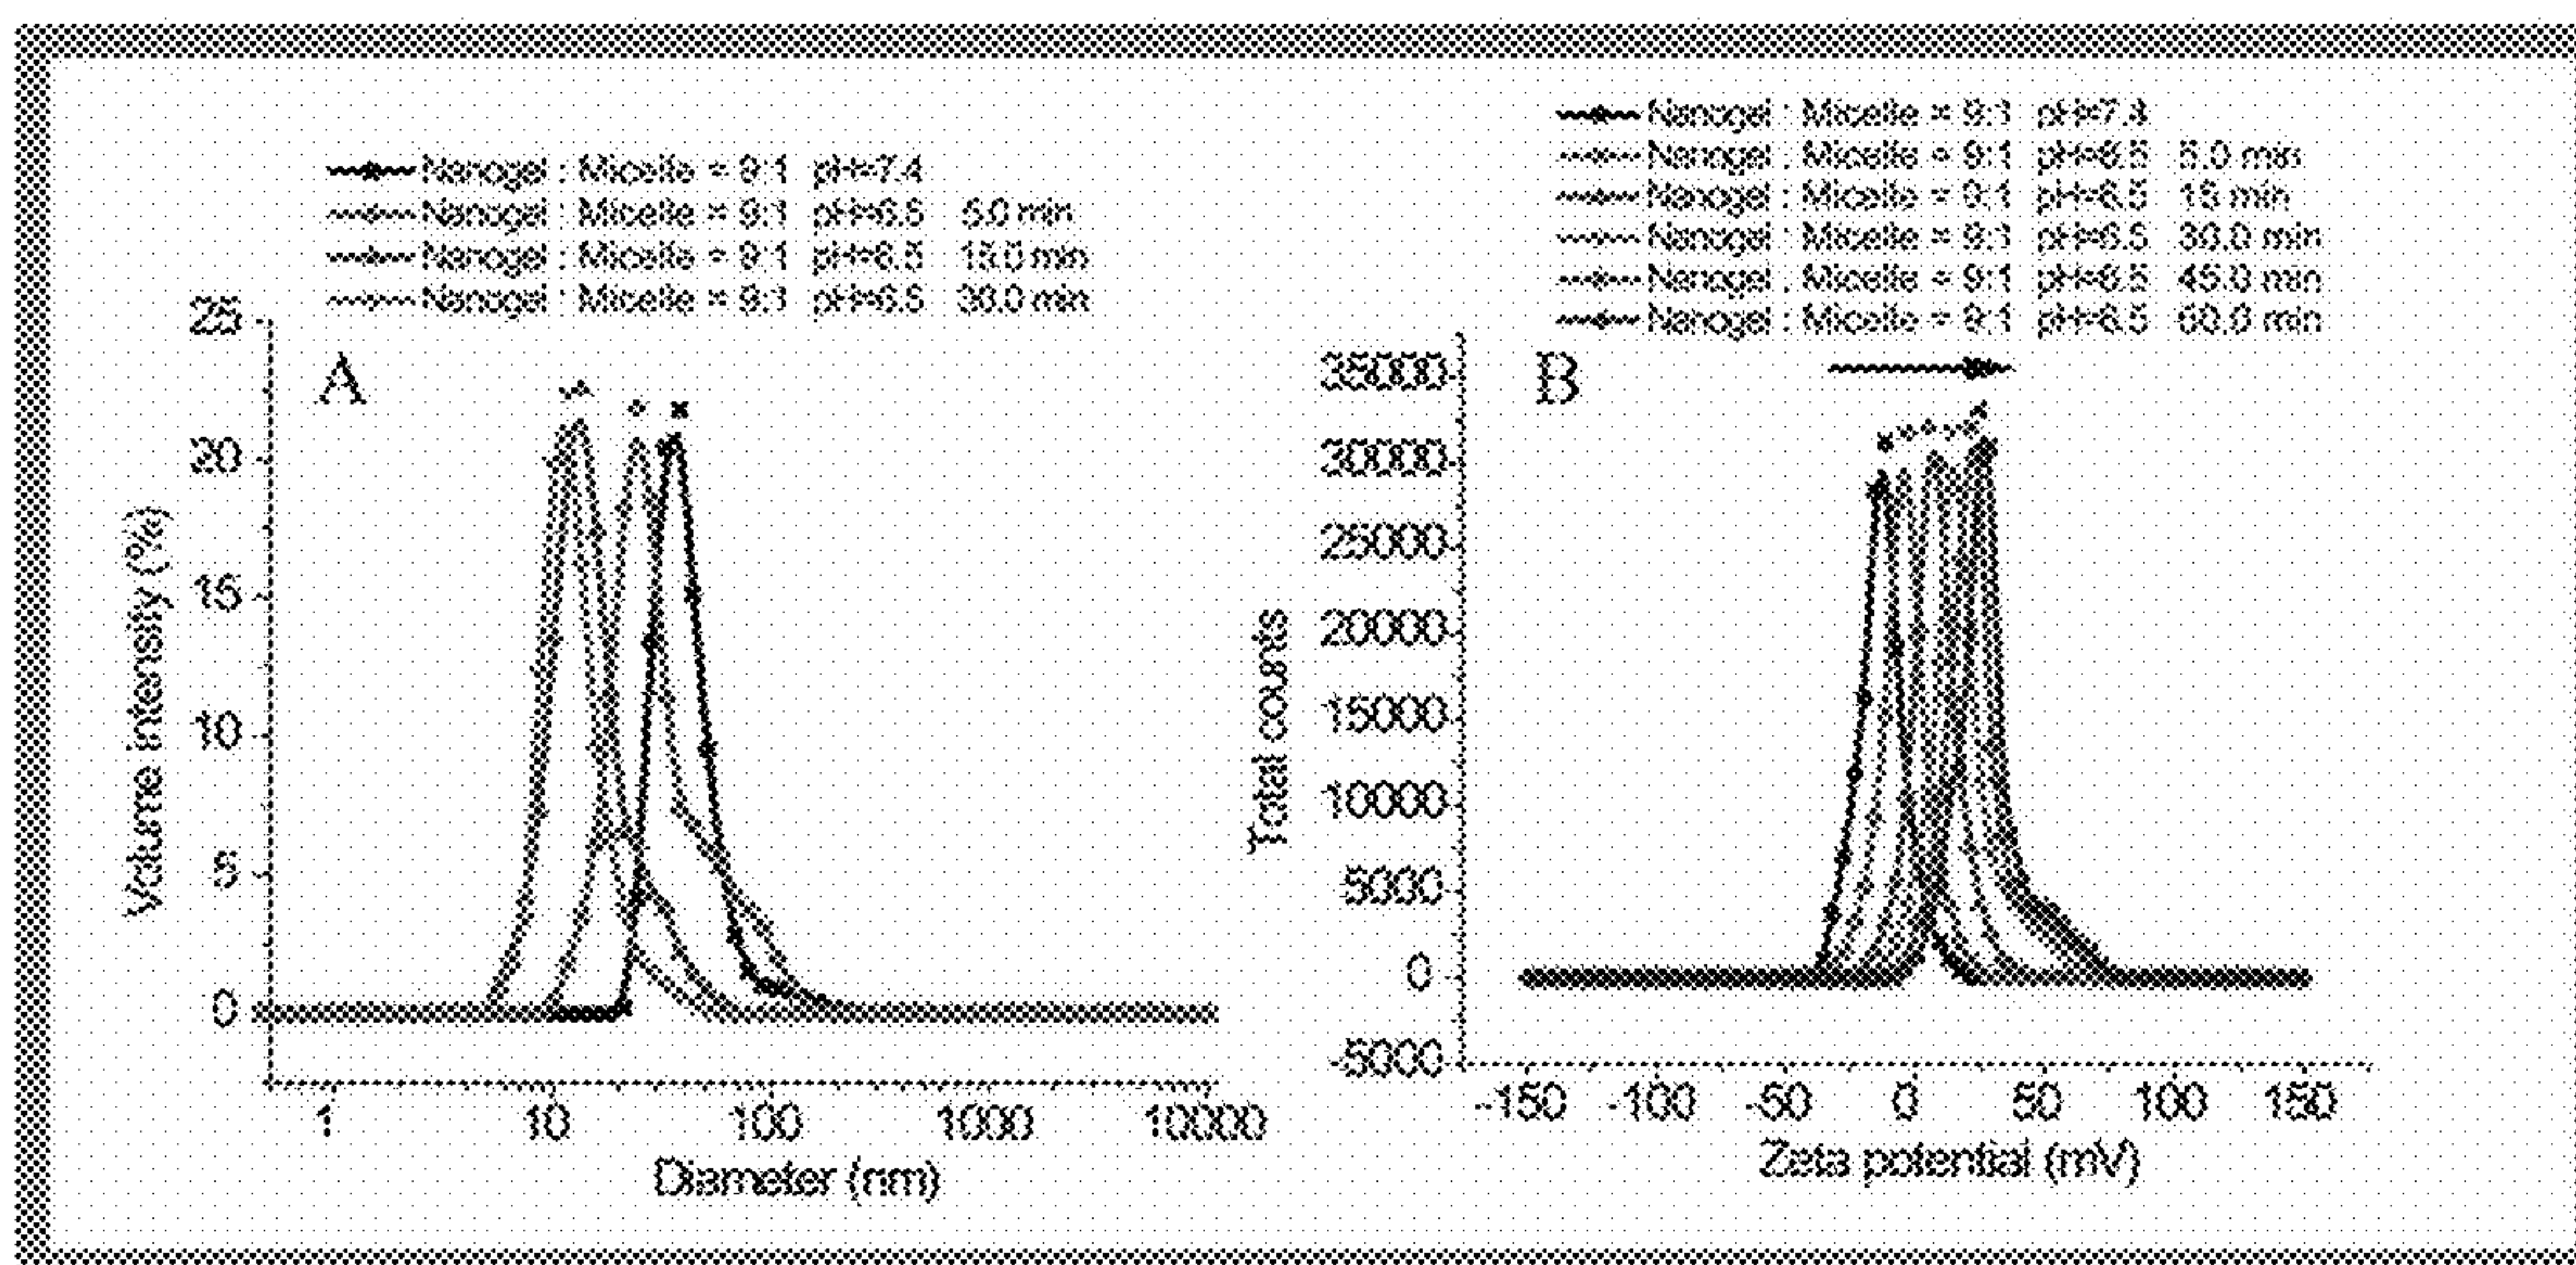 Nanogel : Micelle = 9:1 pH=7.4
Nanogel : Micelle = 9:1 pH=6.5 5.0 min
Nanogel : Micelle = 9:1 pH=6.5 15.0 min
Nanogel : Micelle = 9:1 pH=6.5 30.0 min
A
25
20
15
10
5
0
Volume intensity (%)
1 10 100 1000 10000
Diameter (nm)
Nanogel : Micelle = 9:1 pH=7.4
Nanogel : Micelle = 9:1 pH=6.5 5.0 min
Nanogel : Micelle = 9:1 pH=6.5 15 min
Nanogel : Micelle = 9:1 pH=6.5 30.0 min
Nanogel : Micelle = 9:1 pH=6.5 45.0 min
Nanogel : Micelle = 9:1 pH=6.5 60.0 min
B
35000
30000
25000
20000
15000
10000
5000
0
-5000
Total counts
-150 -100 -50 0 50 100 150
Zeta potential (mV)